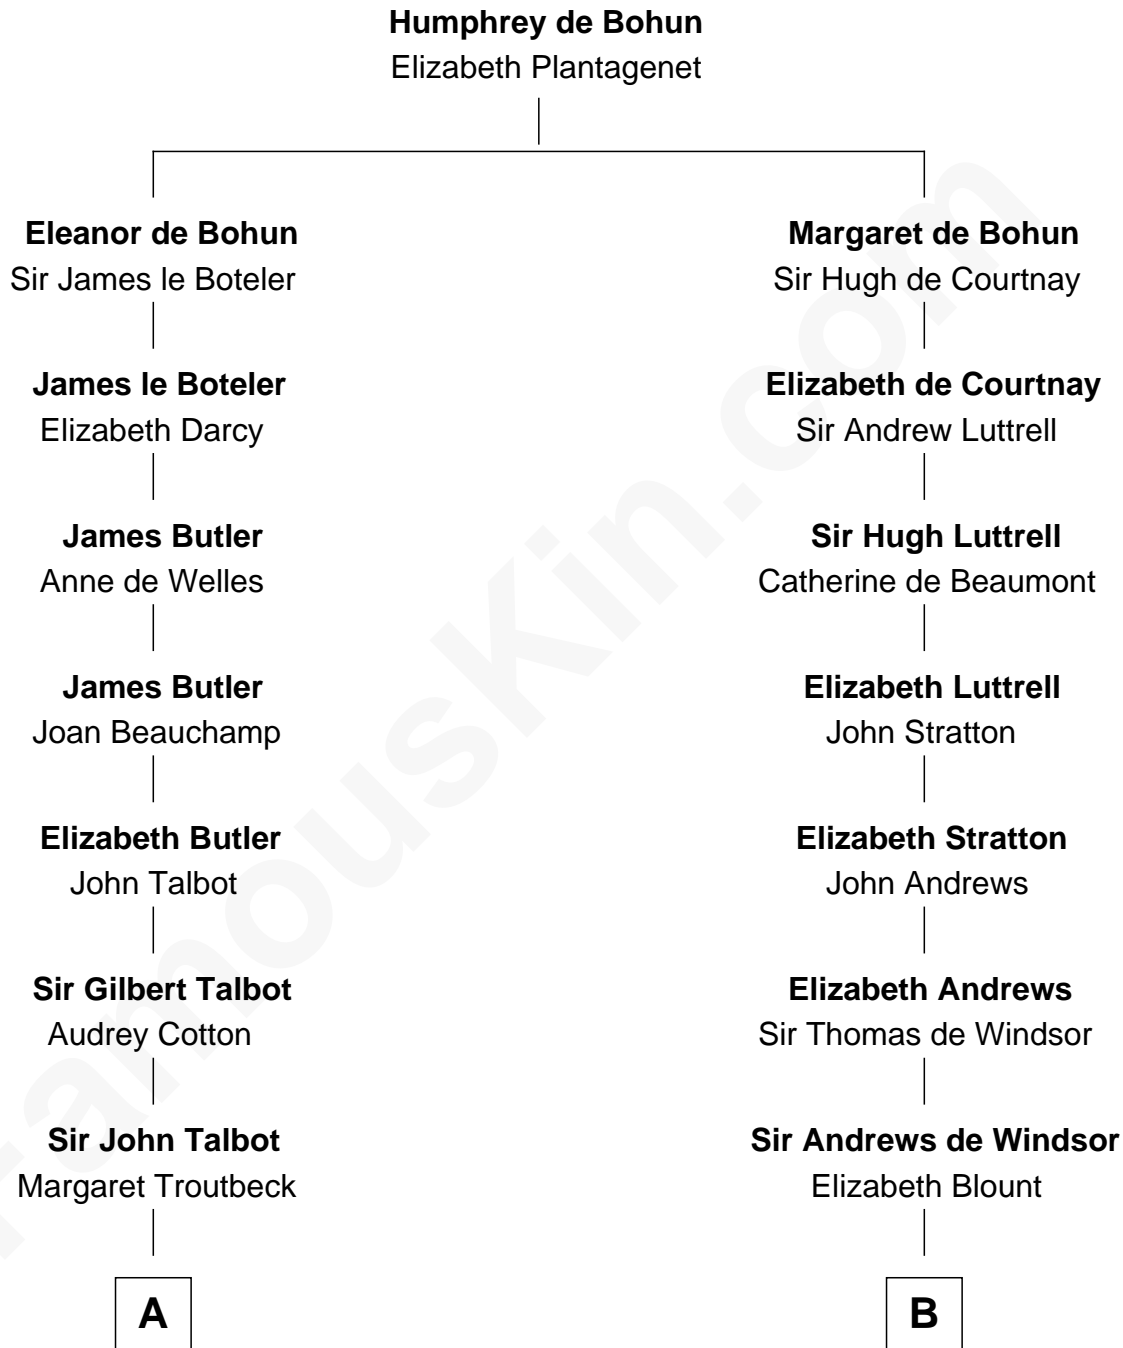 Humphrey de Bohun
Elizabeth Plantagenet
Eleanor de Bohun
Sir James le Boteler
Margaret de Bohun
Sir Hugh de Courtnay
James le Boteler
Elizabeth Darcy
Elizabeth de Courtnay
Sir Andrew Luttrell
James Butler
Anne de Welles
Sir Hugh Luttrell
Catherine de Beaumont
James Butler
Joan Beauchamp
Elizabeth Luttrell
John Stratton
Elizabeth Butler
John Talbot
Elizabeth Stratton
John Andrews
Sir Gilbert Talbot
Audrey Cotton
Elizabeth Andrews
Sir Thomas de Windsor
Sir John Talbot
Margaret Troutbeck
Sir Andrews de Windsor
Elizabeth Blount
A
B
FamousKin.com